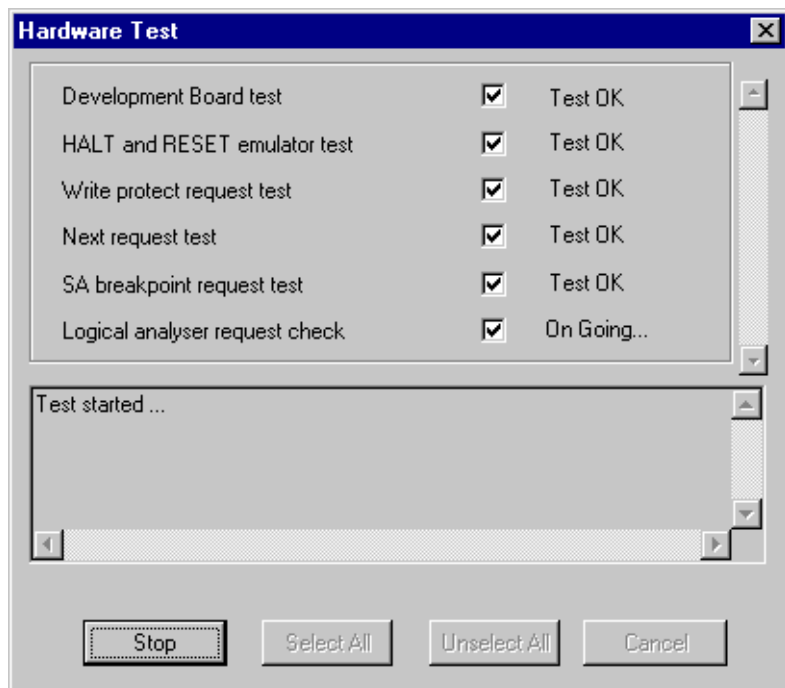 Hardware Test
Development Board test Test OK
HALT and RESET emulator test Test OK
Write protect request test Test OK
Next request test Test OK
SA breakpoint request test Test OK
Logical analyser request check On Going...
Test started ...
Stop Select All Unselect All Cancel